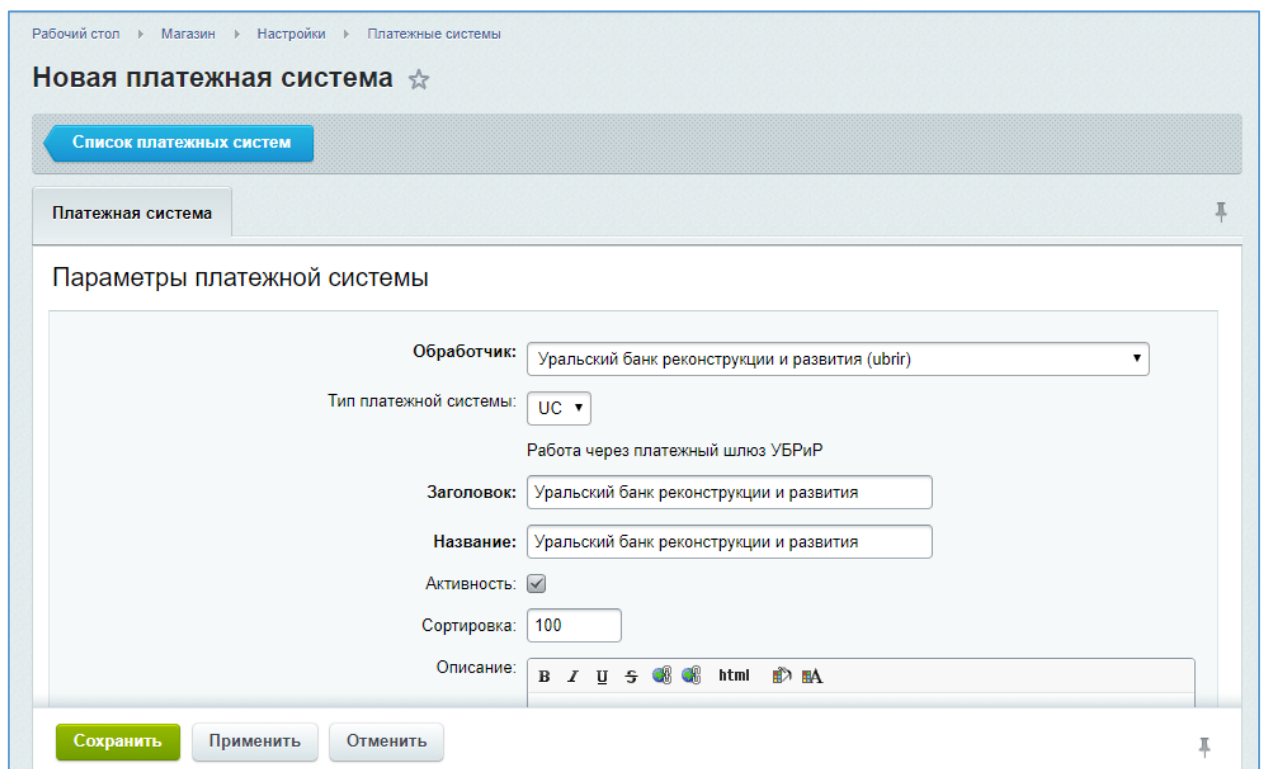 Рабочий стол Магазин Настройки Платежные системы
Новая платежная система
Список платежных систем
Платежная система
Параметры платежной системы
Обработчик: Уральский банк реконструкции и развития (ubrir)
Тип платежной системы: UC
Работа через платежный шлюз УБРиР
Заголовок: Уральский банк реконструкции и развития
Название: Уральский банк реконструкции и развития
Активность:
Сортировка: 100
Описание: B I U S html A
Сохранить Применить Отменить